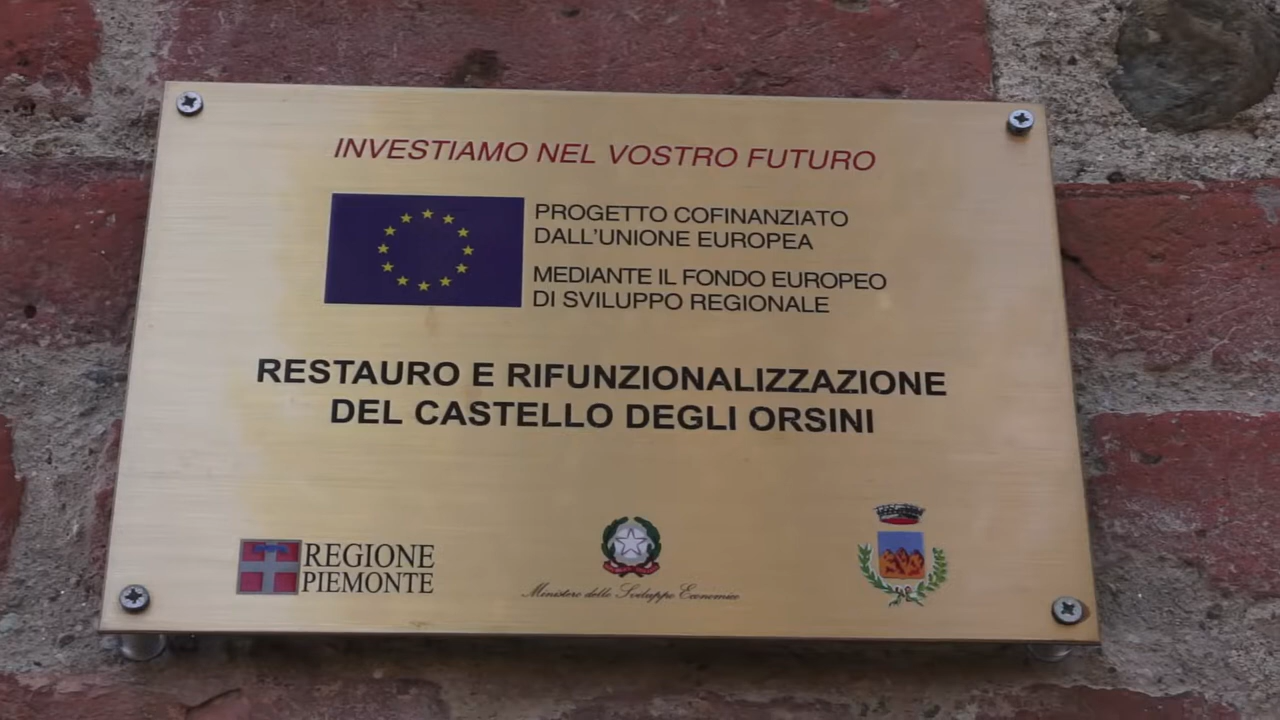 INVESTIAMO NEL VOSTRO FUTURO
PROGETTO COFINANZIATO
DALL'UNIONE EUROPEA
MEDIANTE IL FONDO EUROPEO
DI SVILUPPO REGIONALE
RESTAURO E RIFUNZIONALIZZAZIONE
DEL CASTELLO DEGLI ORSINI
REGIONE
PIEMONTE
Ministero dello Sviluppo Economico